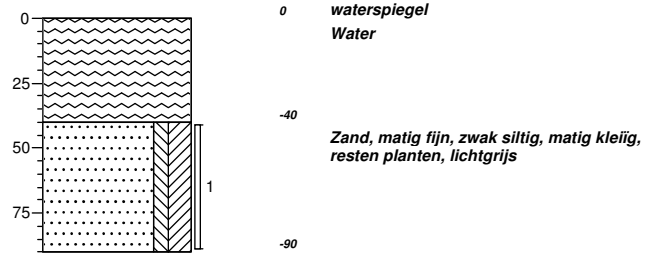 0
25
50
75
1
0 waterspiegel
Water
-40
Zand, matig fijn, zwak siltig, matig kleiïg,
resten planten, lichtgrijs
-90